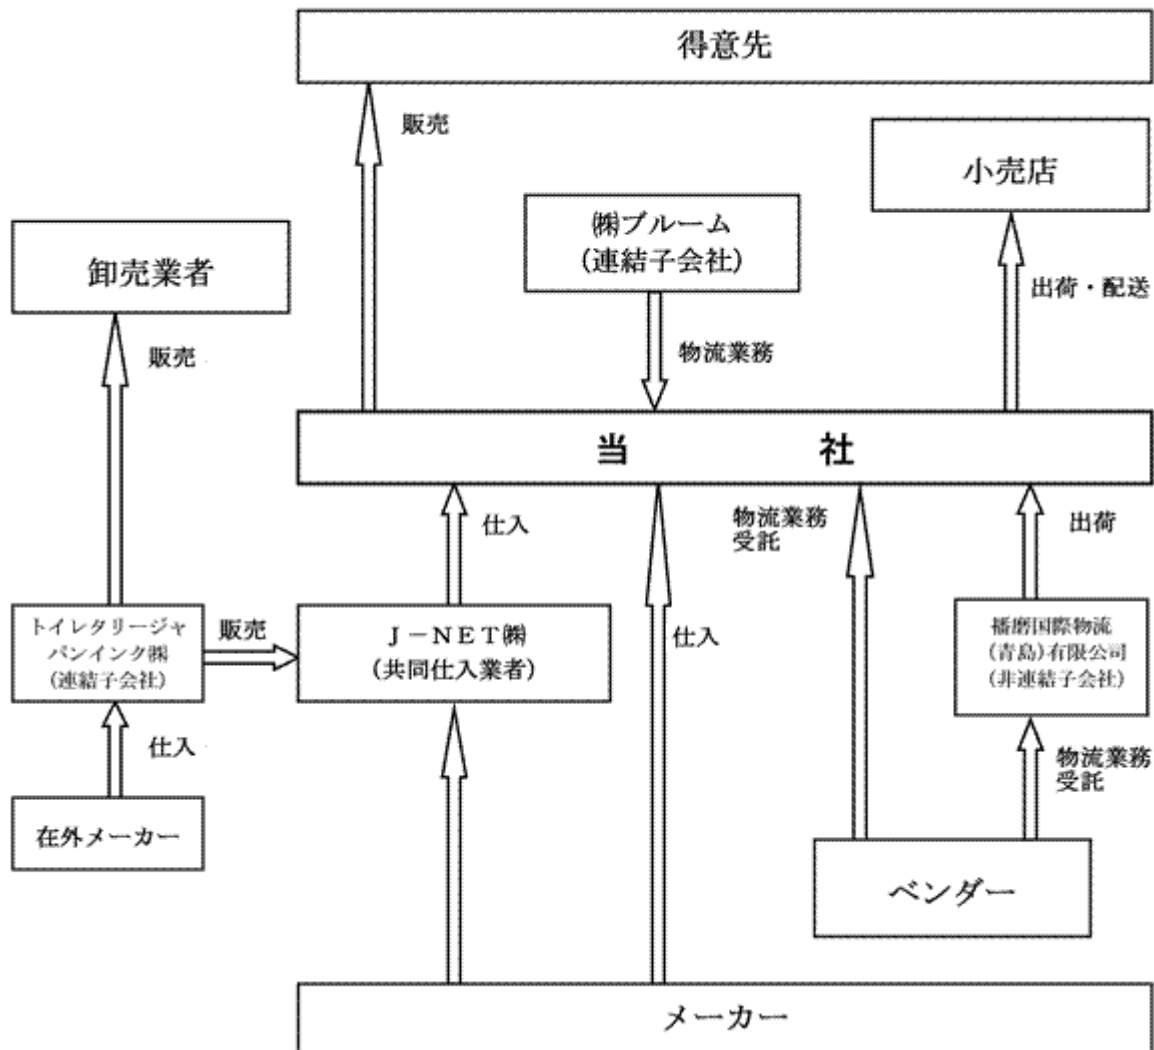 得意先
販売
小売店
㈱ブルーム
(連結子会社)
卸売業者
出荷・配送
販売
物流業務
当　　社
仕入
物流業務
受託
出荷
トイレタリージャ
パンインク㈱
(連結子会社)
販売
Ｊ－ＮＥＴ㈱
(共同仕入業者)
仕入
播磨国際物流
(青島)有限公司
(非連結子会社)
仕入
物流業務
受託
在外メーカー
ベンダー
メーカー